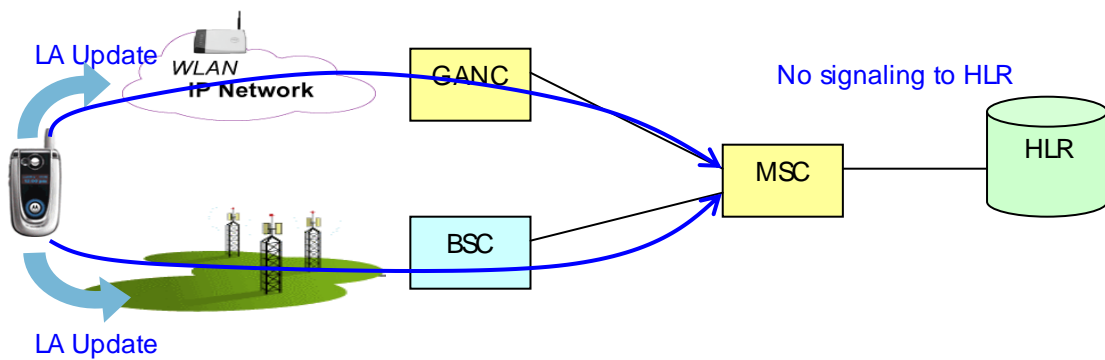 LA Update
WLAN
IP Network
GANC
No signaling to HLR
HLR
MSC
BSC
LA Update